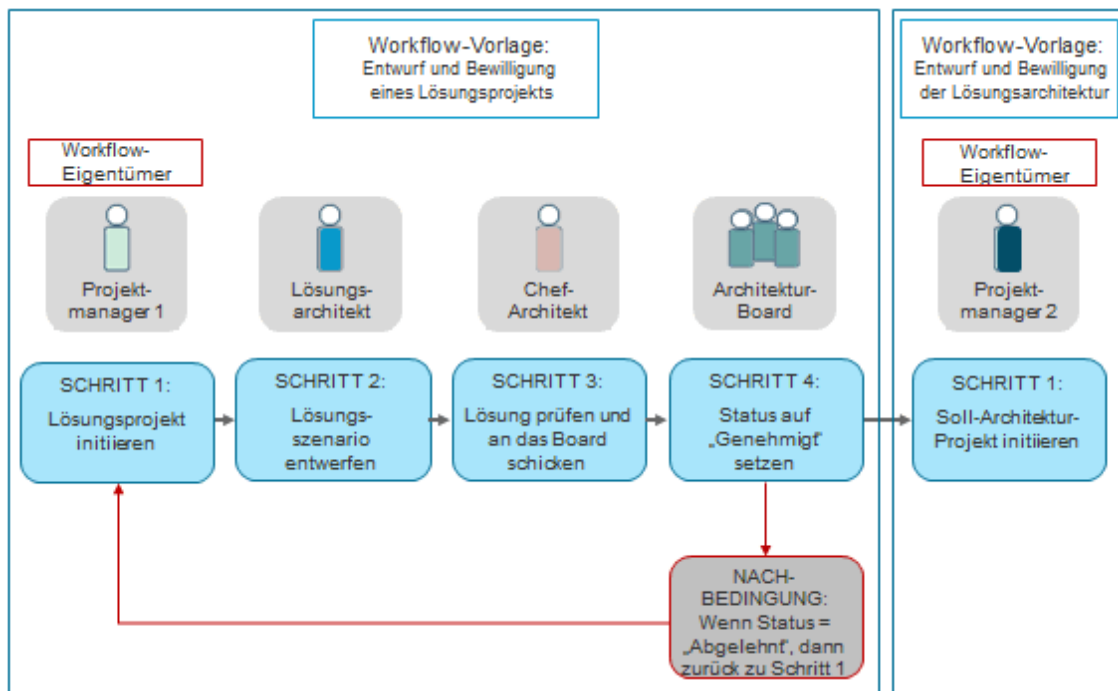 Workflow-Vorlage:
Entwurf und Bewilligung
eines Lösungsprojekts
Workflow-Vorlage:
Entwurf und Bewilligung
der Lösungsarchitektur
Workflow-
Eigentümer
Workflow-
Eigentümer
Projekt-
manager 1
Lösungs-
architekt
Chef-
Architekt
Architektur-
Board
Projekt-
manager 2
SCHRITT 1:
Lösungsprojekt
initiieren
SCHRITT 2:
Lösungs-
szenario
entwerfen
SCHRITT 3:
Lösung prüfen und
an das Board
schicken
SCHRITT 4:
Status auf
„Genehmigt“
setzen
SCHRITT 1:
Soll-Architektur-
Projekt initiieren
NACH-
BEDINGUNG:
Wenn Status =
„Abgelehnt“, dann
zurück zu Schritt 1